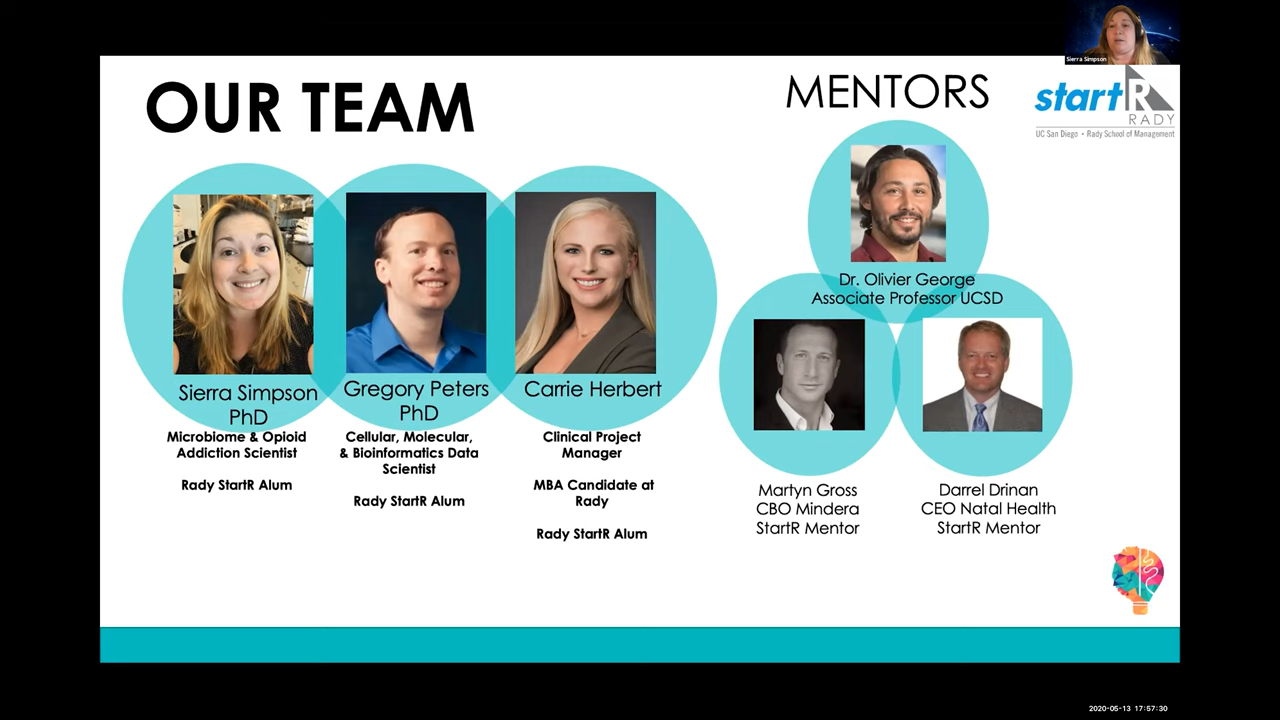 Sierra Simpson
OUR TEAM
MENTORS
startR
RADY
UC San Diego • Rady School of Management
Sierra Simpson
PhD
Microbiome & Opioid
Addiction Scientist
Rady StartR Alum
Gregory Peters
PhD
Cellular, Molecular,
& Bioinformatics Data
Scientist
Rady StartR Alum
Carrie Herbert
Clinical Project
Manager
MBA Candidate at
Rady
Rady StartR Alum
Dr. Olivier George
Associate Professor UCSD
Martyn Gross
CBO Mindera
StartR Mentor
Darrel Drinan
CEO Natal Health
StartR Mentor
2020-05-13 17:57:30